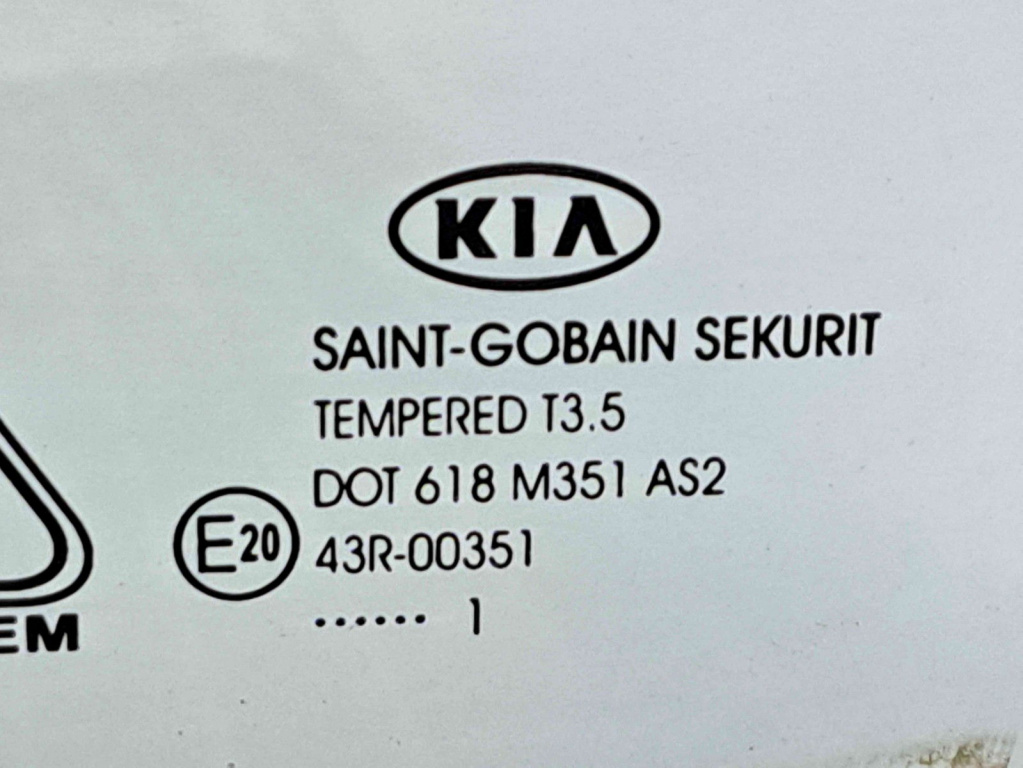 KIA
SAINT-GOBAIN SEKURIT
TEMPERED T3.5
DOT 618 M351 AS2
E20 43R-00351
...... 1
EM